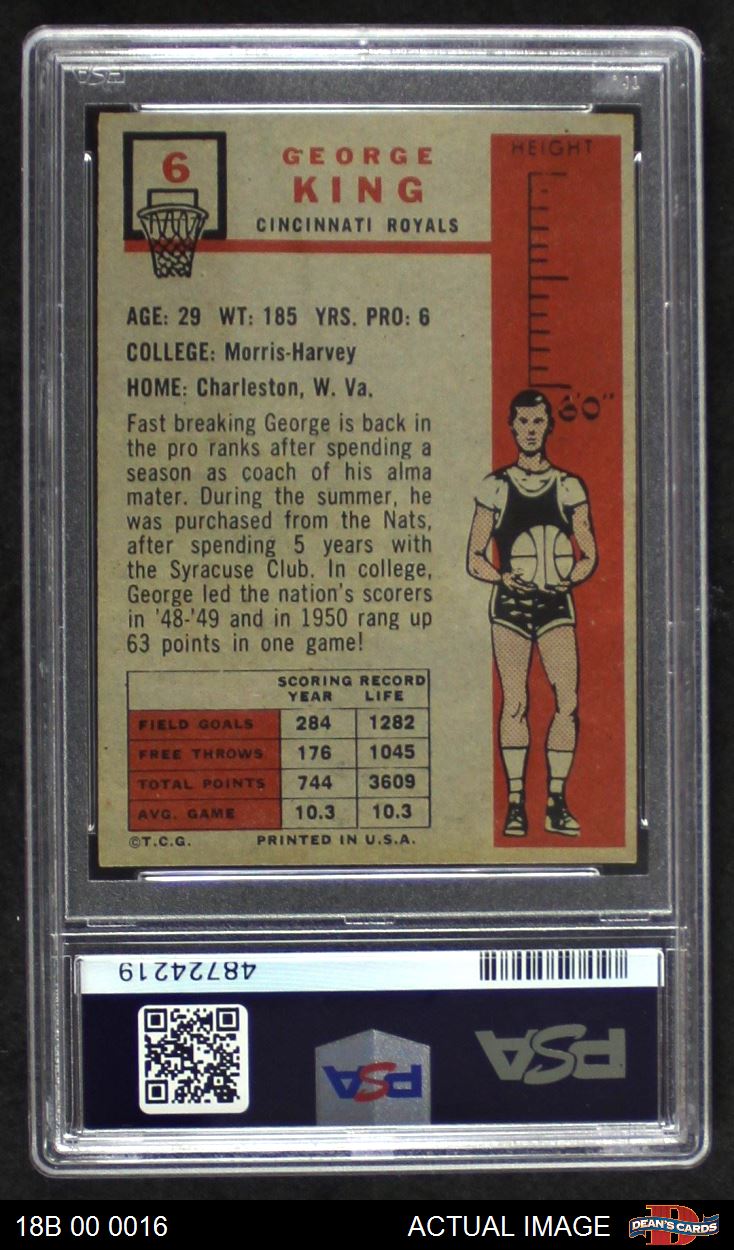 PSA
6
GEORGE
KING
CINCINNATI ROYALS
HEIGHT
6'0"
AGE: 29 WT: 185 YRS. PRO: 6
COLLEGE: Morris-Harvey
HOME: Charleston, W. Va.
Fast breaking George is back in
the pro ranks after spending a
season as coach of his alma
mater. During the summer, he
was purchased from the Nats,
after spending 5 years with
the Syracuse Club. In college,
George led the nation's scorers
in '48-'49 and in 1950 rang up
63 points in one game!
SCORING RECORD
YEAR LIFE
FIELD GOALS 284 1282
FREE THROWS 176 1045
TOTAL POINTS 744 3609
AVG. GAME 10.3 10.3
©T.C.G. PRINTED IN U.S.A.
48724219
PSA
PSA
18B 00 0016
ACTUAL IMAGE
D
DEAN'S CARDS